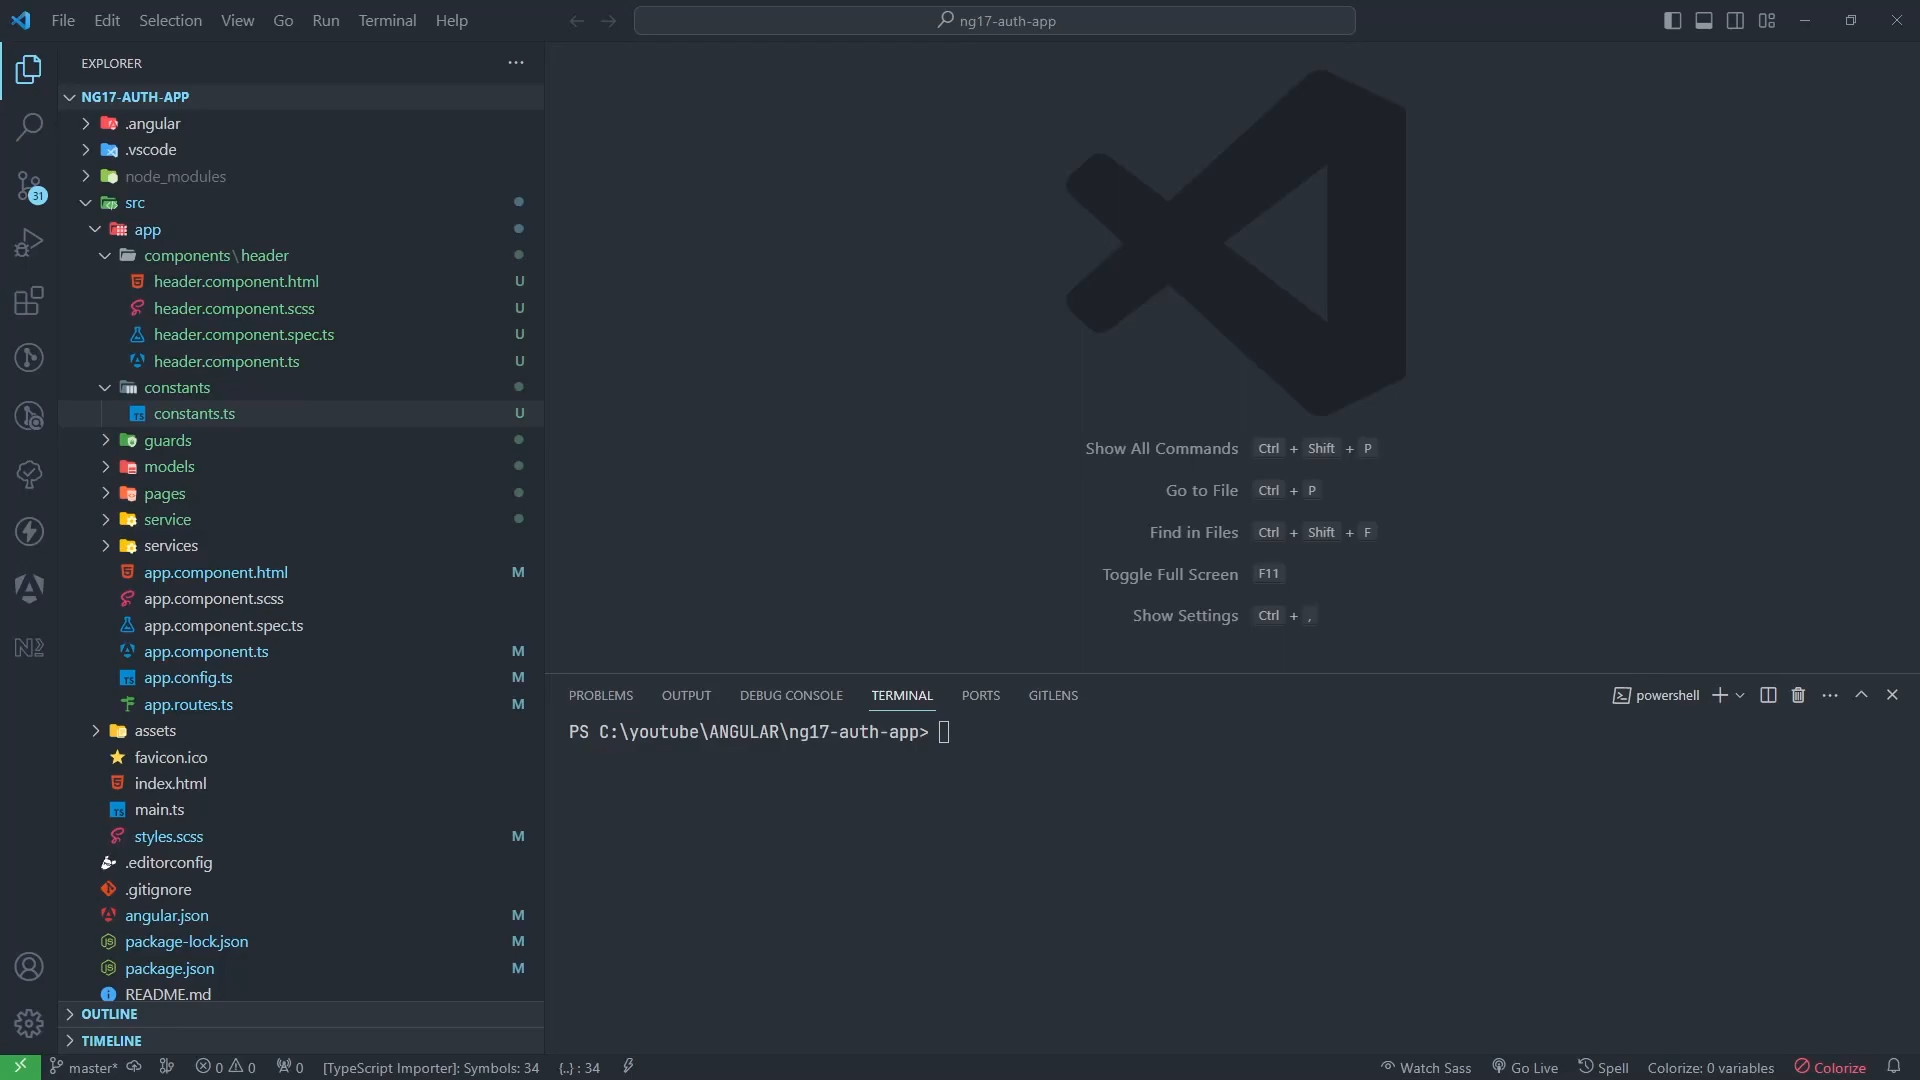 File Edit Selection View Go Run Terminal Help
ng17-auth-app
EXPLORER
NG17-AUTH-APP
.angular
.vscode
node_modules
31
src
app
components\header
header.component.html U
header.component.scss U
header.component.spec.ts U
header.component.ts U
constants
constants.ts U
guards
models
pages
service
services
app.component.html M
app.component.scss
app.component.spec.ts
app.component.ts M
app.config.ts M
app.routes.ts M
assets
favicon.ico
index.html
main.ts
styles.scss M
.editorconfig
.gitignore
angular.json M
package-lock.json M
package.json M
README.md
OUTLINE
TIMELINE
Show All Commands Ctrl + Shift + P
Go to File Ctrl + P
Find in Files Ctrl + Shift + F
Toggle Full Screen F11
Show Settings Ctrl + ,
PROBLEMS OUTPUT DEBUG CONSOLE TERMINAL PORTS GITLENS
powershell
PS C:\youtube\ANGULAR\ng17-auth-app>
master* 0 0 0 [TypeScript Importer]: Symbols: 34 {..} : 34
Watch Sass Go Live Spell Colorize: 0 variables Colorize